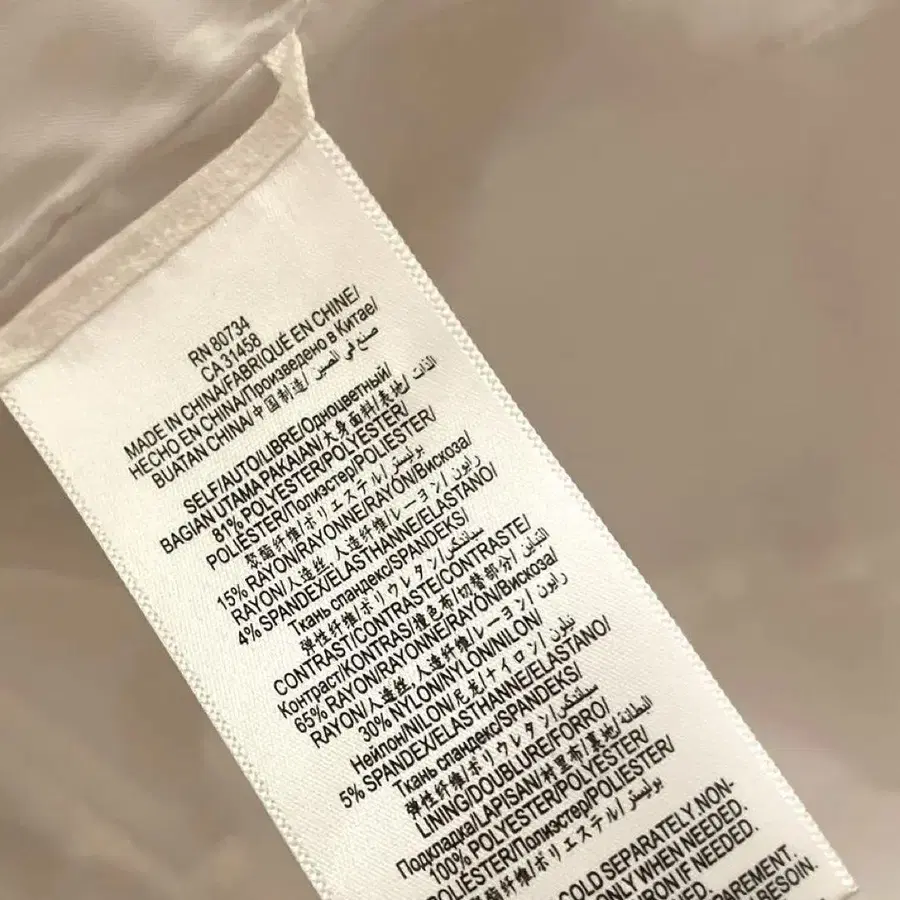 RN 80734
CA 31458
MADE IN CHINA/FABRIQUÉ EN CHINE/
HECHO EN CHINA/Произведено в Китае/
BUATAN CHINA/中国制造/ صنع في الصين
SELF/AUTO/LIBRE/Одноцветный/
BAGIAN UTAMA PAKAIAN/大身面料/表地/ الذات
81% POLYESTER/POLYESTER/
POLIÉSTER/Полиэстер/POLIESTER/
聚酯纤维/ポリエステル/ بوليستر
15% RAYON/RAYONNE/RAYON/Вискоза/
RAYON/人造丝, 人造纤维/レーヨン/ رايون
4% SPANDEX/ELASTHANNE/ELASTANO/
Ткань спандекс/SPANDEKS/
弹性纤维/ポリウレタン/ سباندكس
CONTRAST/CONTRASTE/CONTRASTE/
Контраст/KONTRAS/撞色布/切替部分/ التباين
65% RAYON/RAYONNE/RAYON/Вискоза/
RAYON/人造丝, 人造纤维/レーヨン/ رايون
30% NYLON/NYLON/NILON/
Нейлон/NILON/尼龙/ナイロン/ نايلون
5% SPANDEX/ELASTHANNE/ELASTANO/
Ткань спандекс/SPANDEKS/
弹性纤维/ポリウレタン/ سباندكس
LINING/DOUBLURE/FORRO/
Подкладка/LAPISAN/衬里布/裏地/ البطانة
100% POLYESTER/POLYESTER/
POLIÉSTER/Полиэстер/POLIESTER/
聚酯纤维/ポリエステル/ بوليستر
COLD SEPARATELY. NON-
ONLY WHEN NEEDED.
IRON IF NEEDED.
BESOIN.